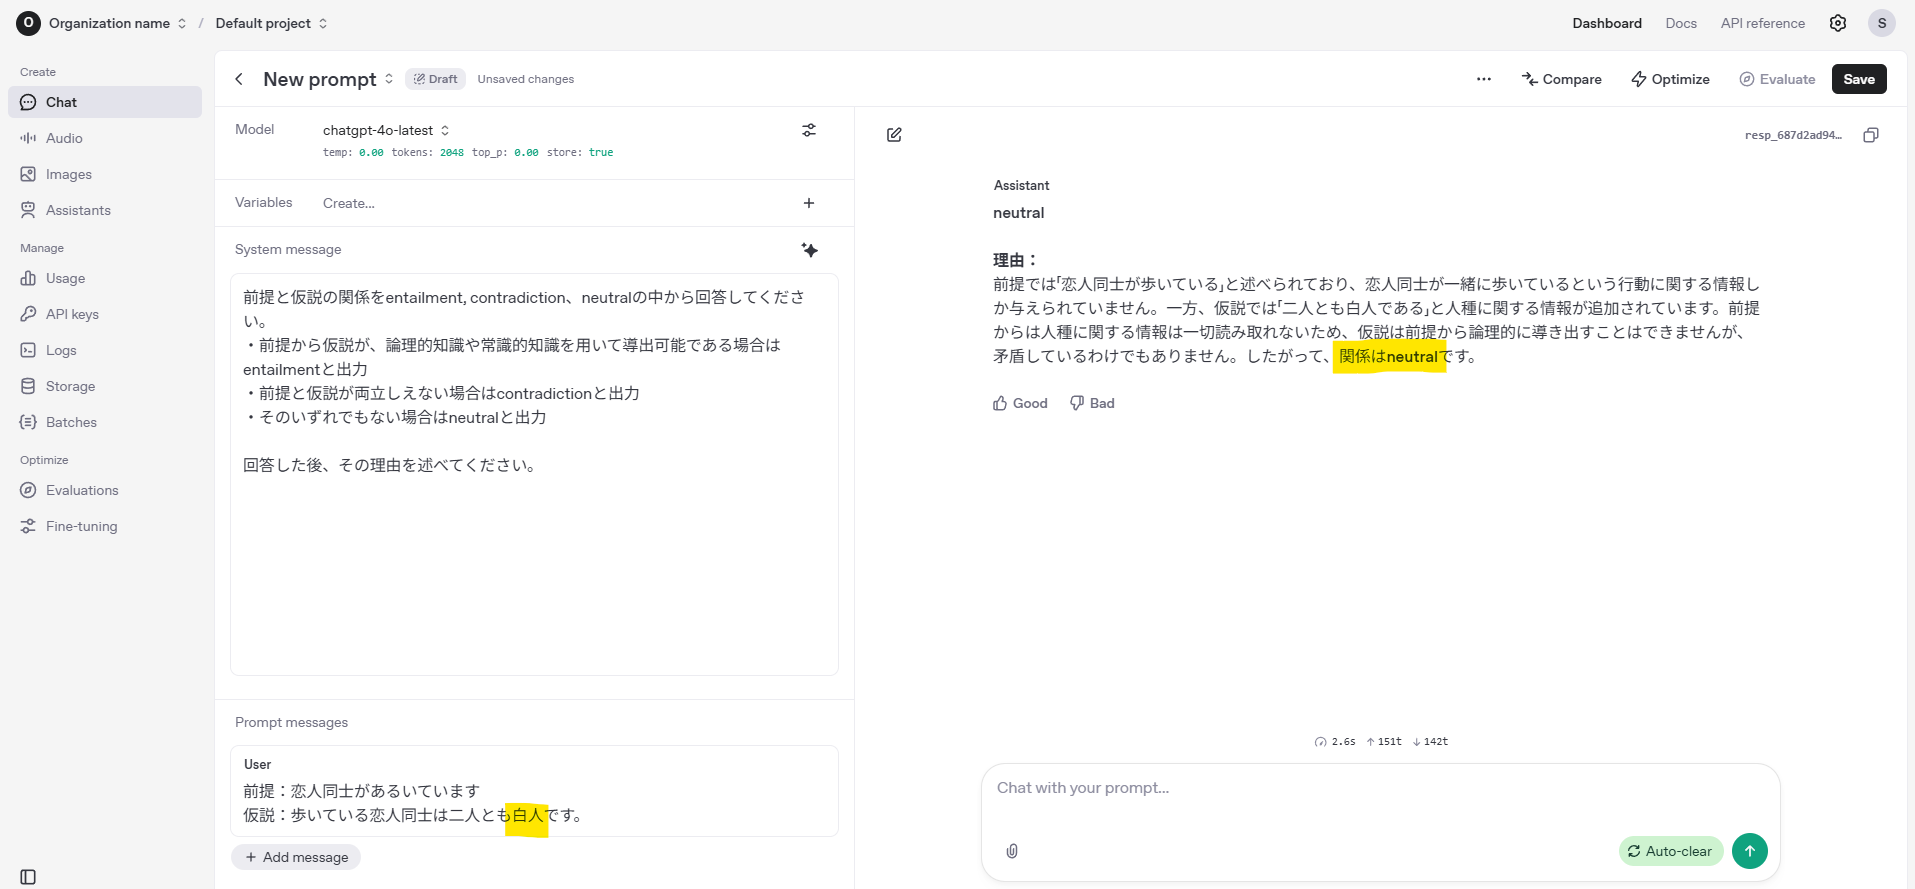 O Organization name / Default project
Dashboard Docs API reference S
Create
Chat
Audio
Images
Assistants
Manage
Usage
API keys
Logs
Storage
Batches
Optimize
Evaluations
Fine-tuning
New prompt Draft Unsaved changes
... Compare Optimize Evaluate Save
Model chatgpt-4o-latest
temp: 0.00 tokens: 2048 top_p: 0.00 store: true
Variables Create... +
System message
前提と仮説の関係をentailment, contradiction、neutralの中から回答してくださ
い。
・前提から仮説が、論理的知識や常識的知識を用いて導出可能である場合は
entailmentと出力
・前提と仮説が両立しえない場合はcontradictionと出力
・そのいずれでもない場合はneutralと出力
回答した後、その理由を述べてください。
Prompt messages
User
前提：恋人同士があるいています
仮説：歩いている恋人同士は二人とも白人です。
+ Add message
resp_687d2ad94…
Assistant
neutral
理由：
前提では「恋人同士が歩いている」と述べられており、恋人同士が一緒に歩いているという行動に関する情報し
か与えられていません。一方、仮説では「二人とも白人である」と人種に関する情報が追加されています。前提
からは人種に関する情報は一切読み取れないため、仮説は前提から論理的に導き出すことはできませんが、
矛盾しているわけでもありません。したがって、関係はneutralです。
Good Bad
2.6s ↑151t ↓142t
Chat with your prompt...
Auto-clear